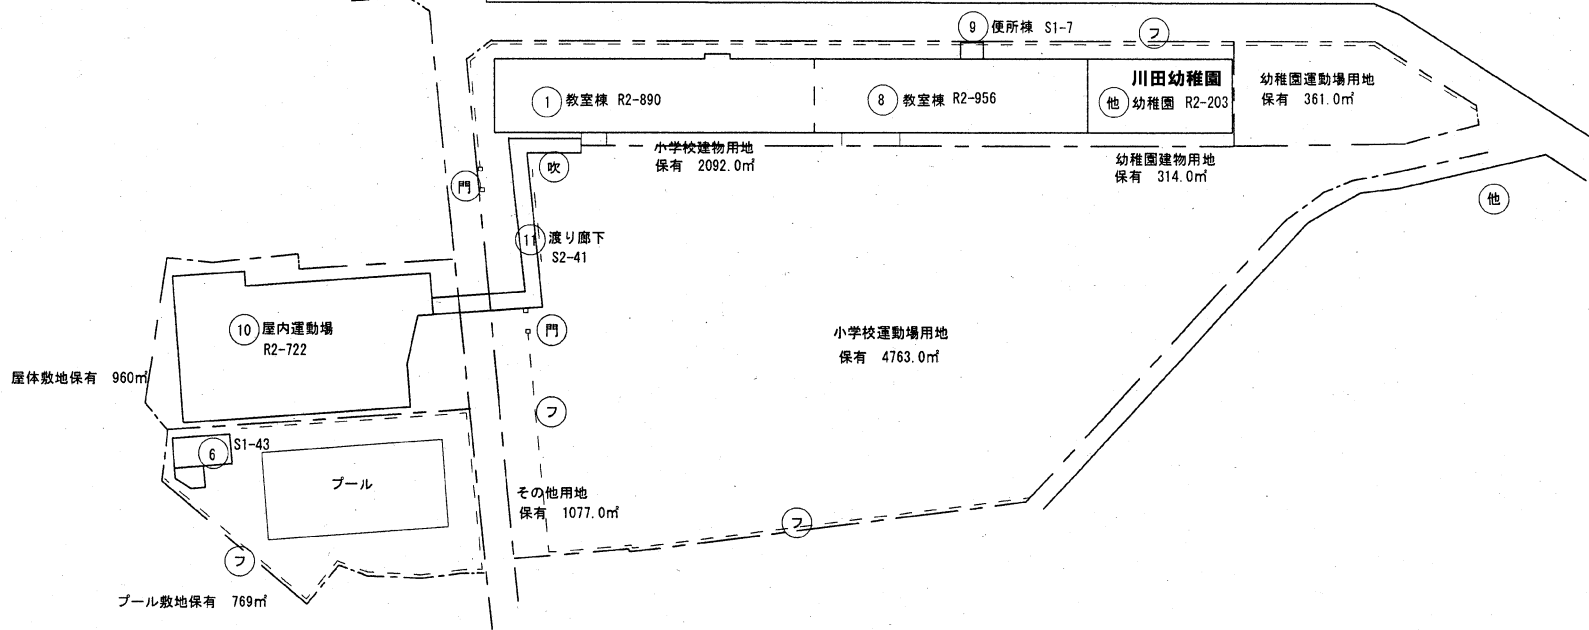 9 便所棟 S1-7
フ
川田幼稚園
1 教室棟 R2-890
8 教室棟 R2-956
他 幼稚園 R2-203
幼稚園運動場用地
保有 361.0㎡
小学校建物用地
保有 2092.0㎡
幼稚園建物用地
保有 314.0㎡
吹
門
他
11 渡り廊下
S2-41
10 屋内運動場
R2-722
門
小学校運動場用地
保有 4763.0㎡
屋体敷地保有 960㎡
フ
6 S1-43
プール
その他用地
保有 1077.0㎡
フ
フ
プール敷地保有 769㎡